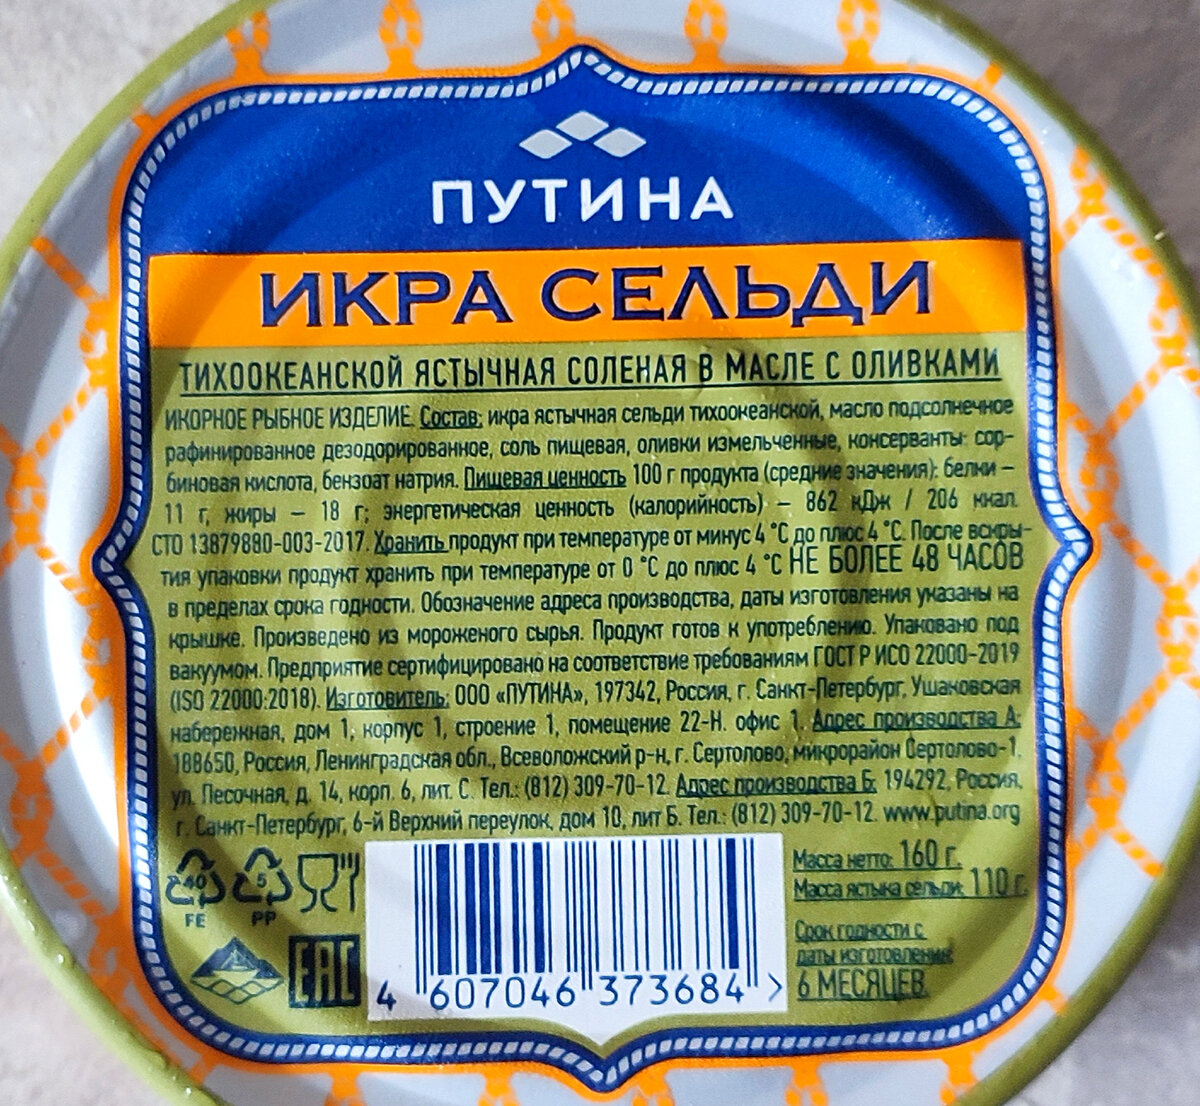 ПУТИНА
ИКРА СЕЛЬДИ
ТИХООКЕАНСКОЙ ЯСТЫЧНАЯ СОЛЕНАЯ В МАСЛЕ С ОЛИВКАМИ
ИКОРНОЕ РЫБНОЕ ИЗДЕЛИЕ. Состав: икра ястычная сельди тихоокеанской, масло подсолнечное
рафинированное дезодорированное, соль пищевая, оливки измельченные, консерванты: сор-
биновая кислота, бензоат натрия. Пищевая ценность 100 г продукта (средние значения): белки –
11 г, жиры – 18 г; энергетическая ценность (калорийность) – 862 кДж / 206 ккал.
СТО 13879880-003-2017. Хранить продукт при температуре от минус 4 °С до плюс 4 °С. После вскры-
тия упаковки продукт хранить при температуре от 0 °С до плюс 4 °С НЕ БОЛЕЕ 48 ЧАСОВ
в пределах срока годности. Обозначение адреса производства, даты изготовления указаны на
крышке. Произведено из мороженого сырья. Продукт готов к употреблению. Упаковано под
вакуумом. Предприятие сертифицировано на соответствие требованиям ГОСТ Р ИСО 22000-2019
(ISO 22000:2018). Изготовитель: ООО «ПУТИНА», 197342, Россия, г. Санкт-Петербург, Ушаковская
набережная, дом 1, корпус 1, строение 1, помещение 22-Н. офис 1. Адрес производства А:
188650, Россия, Ленинградская обл., Всеволожский р-н, г. Сертолово, микрорайон Сертолово-1,
ул. Песочная, д. 14, корп. 6, лит. С. Тел.: (812) 309-70-12. Адрес производства Б: 194292, Россия,
г. Санкт-Петербург, 6-й Верхний переулок, дом 10, лит Б. Тел.: (812) 309-70-12. www.putina.org
40
FE
5
PP
EAC
4 607046 373684 >
Масса нетто: 160 г.
Масса ястыка сельди: 110 г.
Срок годности с
даты изготовления:
6 МЕСЯЦЕВ.